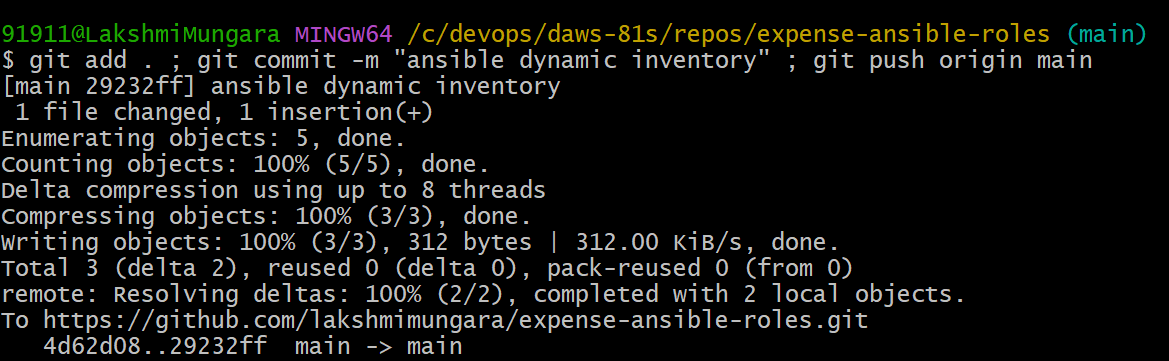 91911@LakshmiMungara MINGW64 /c/devops/daws-81s/repos/expense-ansible-roles (main)
$ git add . ; git commit -m "ansible dynamic inventory" ; git push origin main
[main 29232ff] ansible dynamic inventory
 1 file changed, 1 insertion(+)
Enumerating objects: 5, done.
Counting objects: 100% (5/5), done.
Delta compression using up to 8 threads
Compressing objects: 100% (3/3), done.
Writing objects: 100% (3/3), 312 bytes | 312.00 KiB/s, done.
Total 3 (delta 2), reused 0 (delta 0), pack-reused 0 (from 0)
remote: Resolving deltas: 100% (2/2), completed with 2 local objects.
To https://github.com/lakshmimungara/expense-ansible-roles.git
   4d62d08..29232ff  main -> main